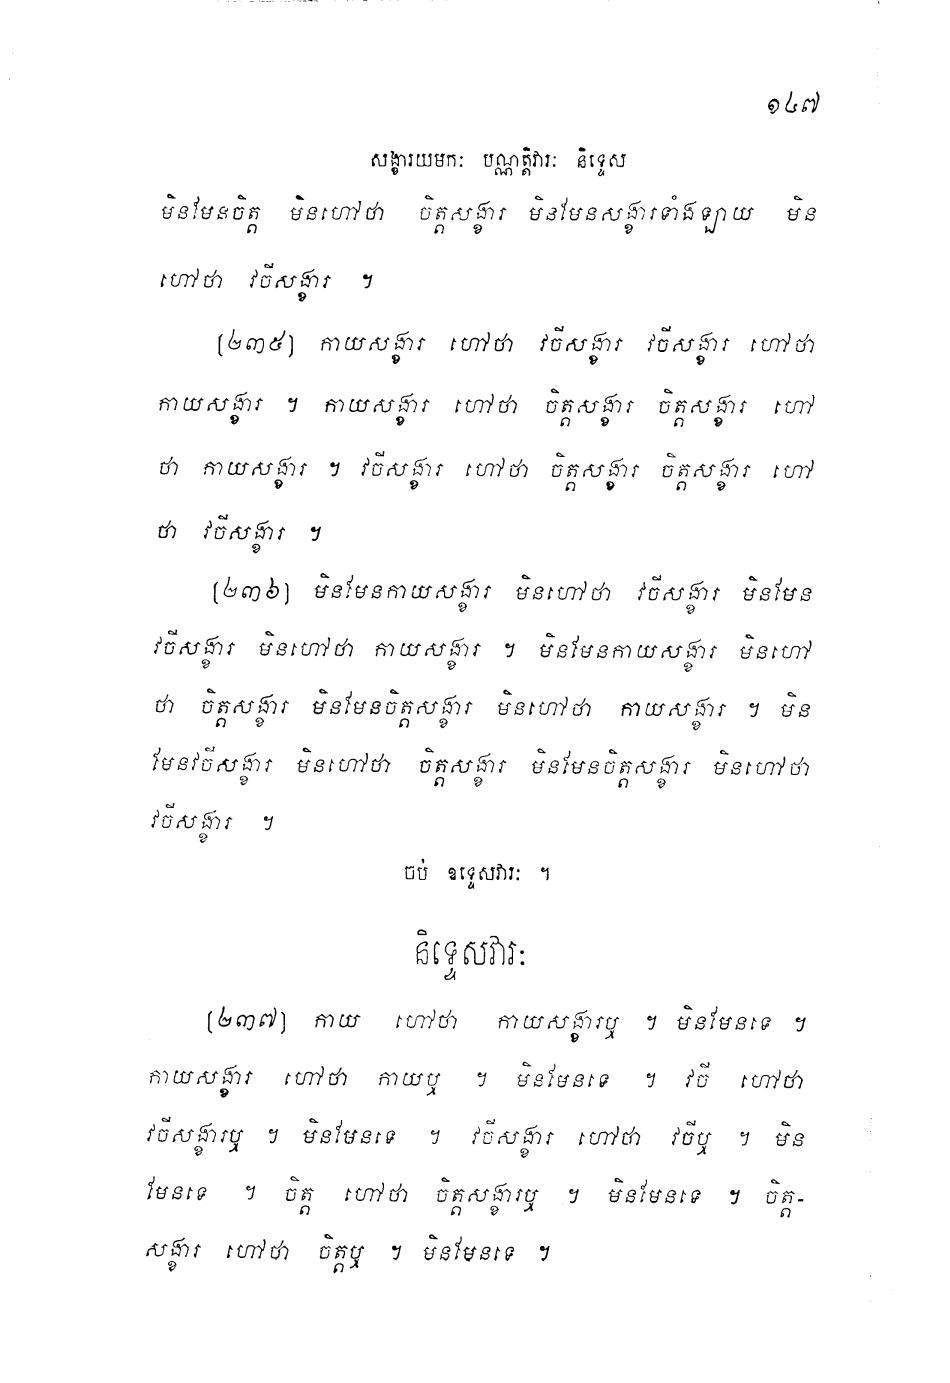 ១៤៧
សង្ខារយមកៈ បណ្ណត្តិវារៈ និទ្ទេស
មិនមែនចិត្ត មិនហៅថា ចិត្តសង្ខារ មិនមែនសង្ខារទាំងឡាយ មិន
ហៅថា វចីសង្ខារ ។
(២៣៥) កាយសង្ខារ ហៅថា វចីសង្ខារ វចីសង្ខារ ហៅថា
កាយសង្ខារ ។ កាយសង្ខារ ហៅថា ចិត្តសង្ខារ ចិត្តសង្ខារ ហៅ
ថា កាយសង្ខារ ។ វចីសង្ខារ ហៅថា ចិត្តសង្ខារ ចិត្តសង្ខារ ហៅ
ថា វចីសង្ខារ ។
(២៣៦) មិនមែនកាយសង្ខារ មិនហៅថា វចីសង្ខារ មិនមែន
វចីសង្ខារ មិនហៅថា កាយសង្ខារ ។ មិនមែនកាយសង្ខារ មិនហៅ
ថា ចិត្តសង្ខារ មិនមែនចិត្តសង្ខារ មិនហៅថា កាយសង្ខារ ។ មិន
មែនវចីសង្ខារ មិនហៅថា ចិត្តសង្ខារ មិនមែនចិត្តសង្ខារ មិនហៅថា
វចីសង្ខារ ។
ចប់ ឧទ្ទេសវារៈ ។
និទ្ទេសវារៈ
(២៣៧) កាយ ហៅថា កាយសង្ខារឬ ។ មិនមែនទេ ។
កាយសង្ខារ ហៅថា កាយឬ ។ មិនមែនទេ ។ វចី ហៅថា
វចីសង្ខារឬ ។ មិនមែនទេ ។ វចីសង្ខារ ហៅថា វចីឬ ។ មិន
មែនទេ ។ ចិត្ត ហៅថា ចិត្តសង្ខារឬ ។ មិនមែនទេ ។ ចិត្ត-
សង្ខារ ហៅថា ចិត្តឬ ។ មិនមែនទេ ។